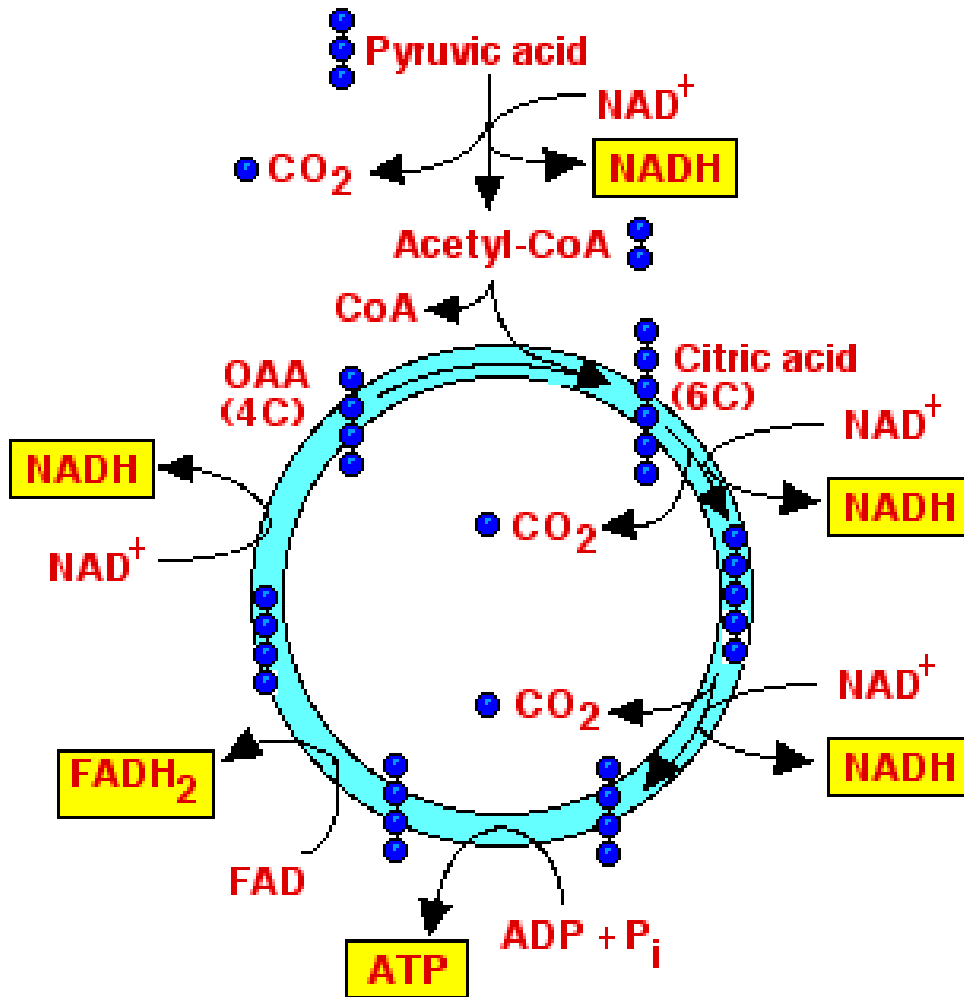 Pyruvic acid
NAD⁺
CO₂
NADH
Acetyl-CoA
CoA
OAA
(4C)
Citric acid
(6C)
NAD⁺
NADH
NADH
CO₂
NAD⁺
NAD⁺
CO₂
NADH
FADH₂
FAD
ADP + Pᵢ
ATP